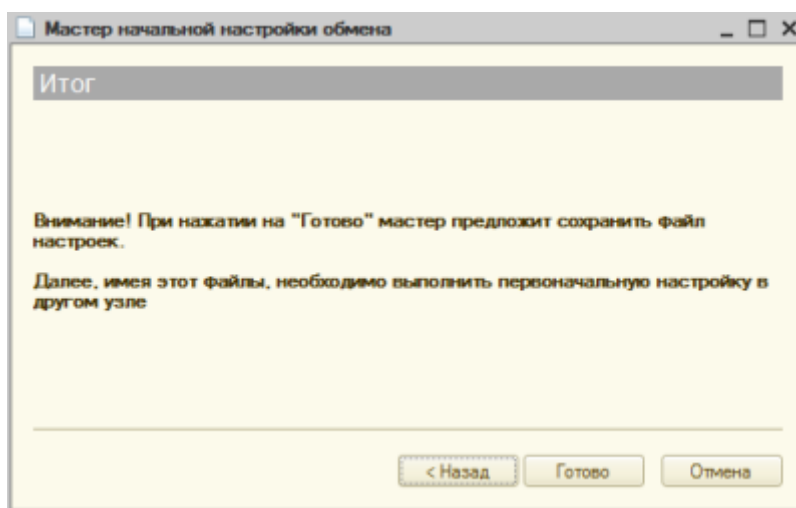 Мастер начальной настройки обмена
Итог
Внимание! При нажатии на "Готово" мастер предложит сохранить файл
настроек.
Далее, имея этот файлы, необходимо выполнить первоначальную настройку в
другом узле
< Назад Готово Отмена